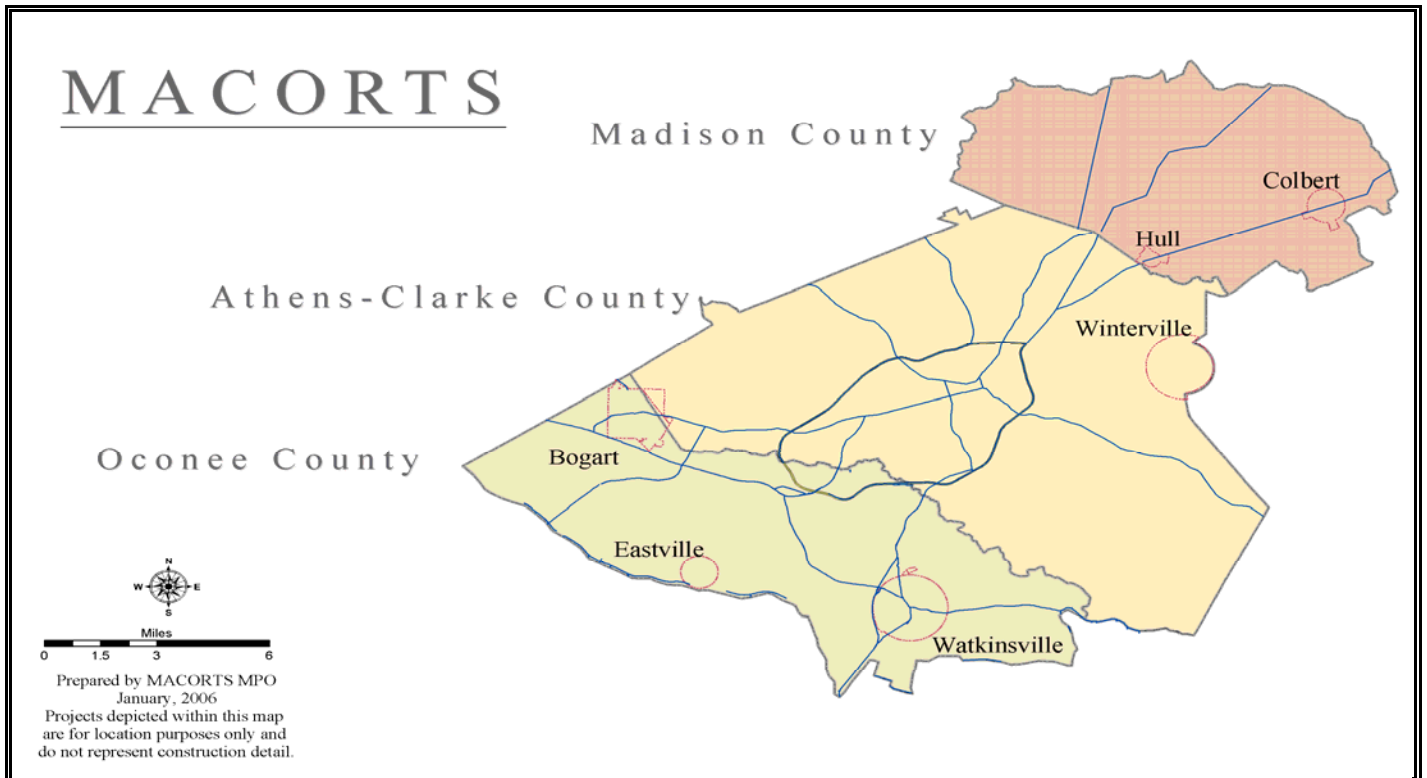 MACORTS
Madison County
Colbert
Hull
Athens-Clarke County
Winterville
Oconee County
Bogart
Eastville
Watkinsville
N
W E
S
Miles
0 1.5 3 6
Prepared by MACORTS MPO
January, 2006
Projects depicted within this map
are for location purposes only and
do not represent construction detail.